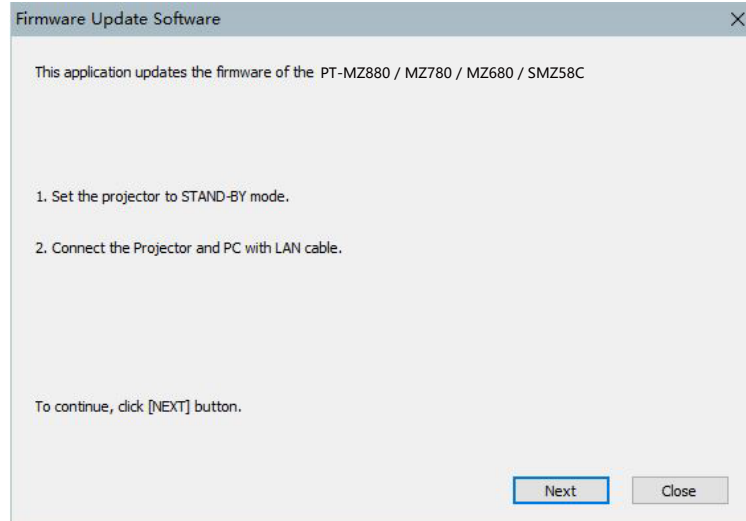 Firmware Update Software
This application updates the firmware of the PT-MZ880 / MZ780 / MZ680 / SMZ58C
1. Set the projector to STAND-BY mode.
2. Connect the Projector and PC with LAN cable.
To continue, click [NEXT] button.
Next Close